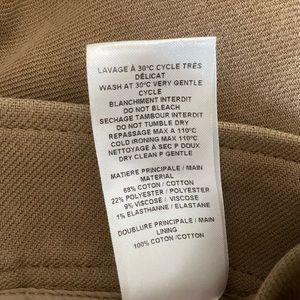 LAVAGE À 30°C CYCLE TRÈS
DÉLICAT
WASH AT 30°C VERY GENTLE
CYCLE
BLANCHIMENT INTERDIT
DO NOT BLEACH
SECHAGE TAMBOUR INTERDIT
DO NOT TUMBLE DRY
REPASSAGE MAX A 110°C
COLD IRONING MAX 110°C
NETTOYAGE À SEC P DOUX
DRY CLEAN P GENTLE
MATIERE PRINCIPALE / MAIN
MATERIAL
68% COTON / COTTON
22% POLYESTER / POLYESTER
9% VISCOSE / VISCOSE
1% ELASTHANNE / ELASTANE
DOUBLURE PRINCIPALE / MAIN
LINING
100% COTON / COTTON